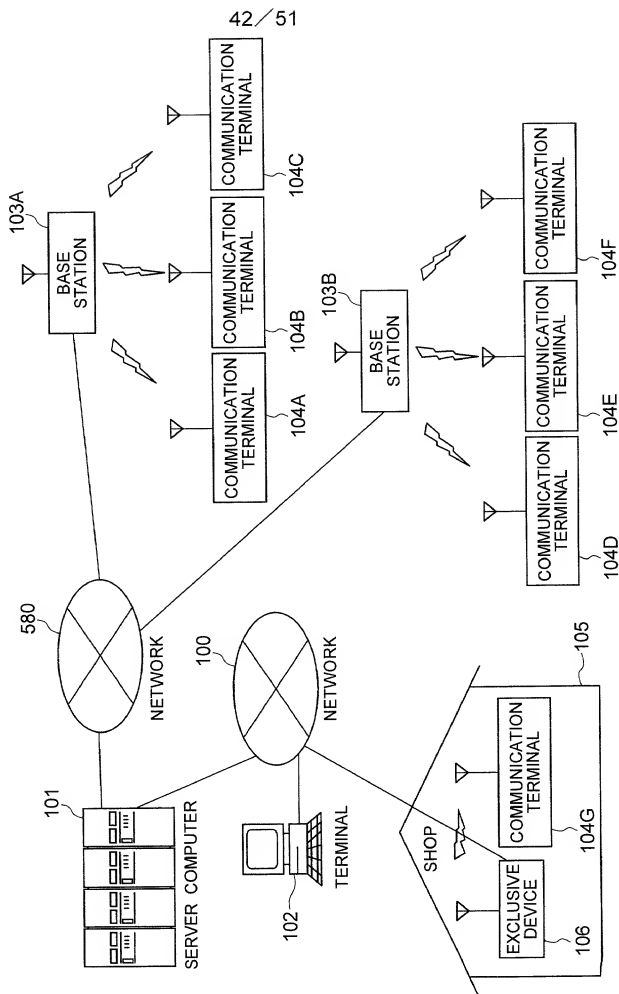 42/51
103A
BASE
STATION
COMMUNICATION
TERMINAL
104A
COMMUNICATION
TERMINAL
104B
COMMUNICATION
TERMINAL
104C
580
NETWORK
103B
BASE
STATION
COMMUNICATION
TERMINAL
104D
COMMUNICATION
TERMINAL
104E
COMMUNICATION
TERMINAL
104F
101
SERVER COMPUTER
100
NETWORK
102
TERMINAL
SHOP
105
EXCLUSIVE
DEVICE
106
COMMUNICATION
TERMINAL
104G